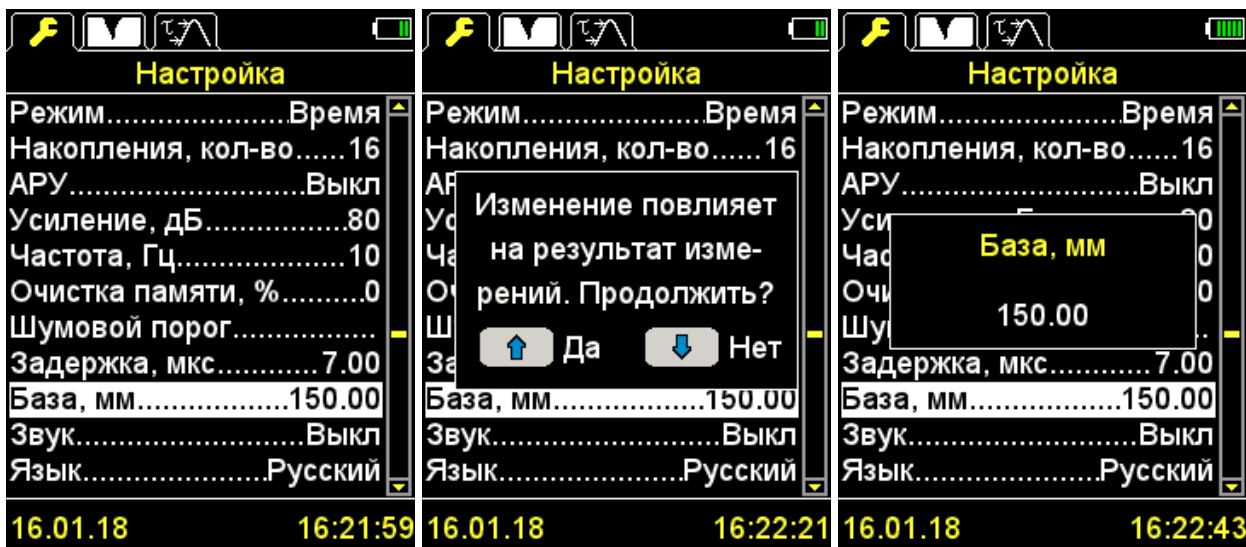 Настройка
Режим......................Время
Накопления, кол-во......16
АРУ............................Выкл
Усиление, дБ.................80
Частота, Гц....................10
Очистка памяти, %..........0
Шумовой порог.................
Задержка, мкс............7.00
База, мм..................150.00
Звук...........................Выкл
Язык.....................Русский
16.01.18 16:21:59
Настройка
Режим......................Время
Накопления, кол-во......16
Изменение повлияет
на результат изме-
рений. Продолжить?
Да Нет
База, мм..................150.00
Звук...........................Выкл
Язык.....................Русский
16.01.18 16:22:21
Настройка
Режим......................Время
Накопления, кол-во......16
АРУ............................Выкл
База, мм
150.00
Задержка, мкс............7.00
База, мм..................150.00
Звук...........................Выкл
Язык.....................Русский
16.01.18 16:22:43